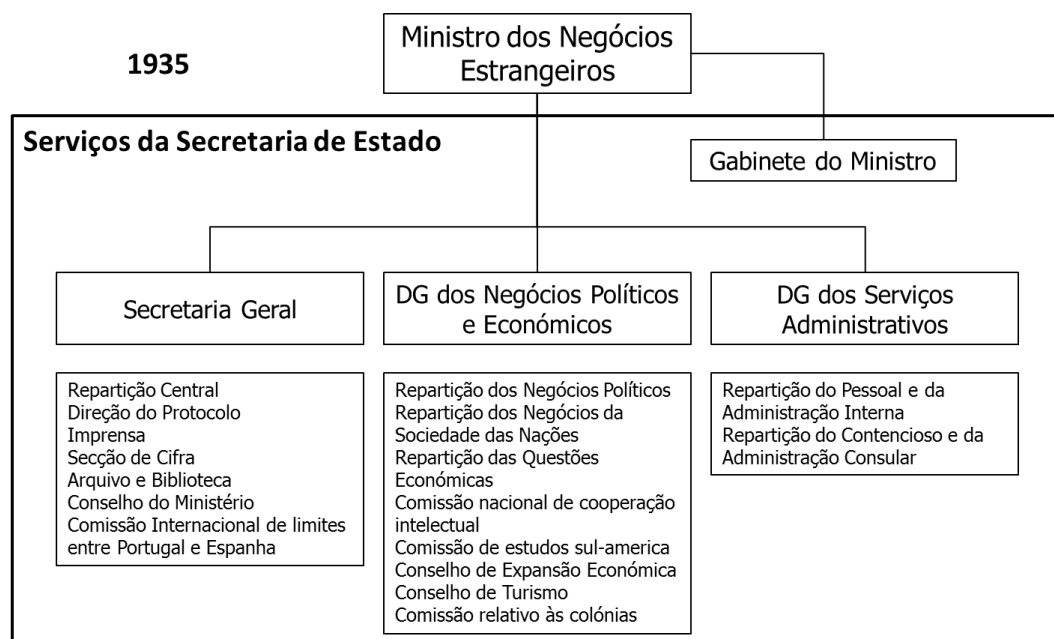 1935
Ministro dos Negócios
Estrangeiros
Serviços da Secretaria de Estado
Gabinete do Ministro
Secretaria Geral
DG dos Negócios Políticos
e Económicos
DG dos Serviços
Administrativos
Repartição Central
Direção do Protocolo
Imprensa
Secção de Cifra
Arquivo e Biblioteca
Conselho do Ministério
Comissão Internacional de limites
entre Portugal e Espanha
Repartição dos Negócios Políticos
Repartição dos Negócios da
Sociedade das Nações
Repartição das Questões
Económicas
Comissão nacional de cooperação
intelectual
Comissão de estudos sul-america
Conselho de Expansão Económica
Conselho de Turismo
Comissão relativo às colónias
Repartição do Pessoal e da
Administração Interna
Repartição do Contencioso e da
Administração Consular